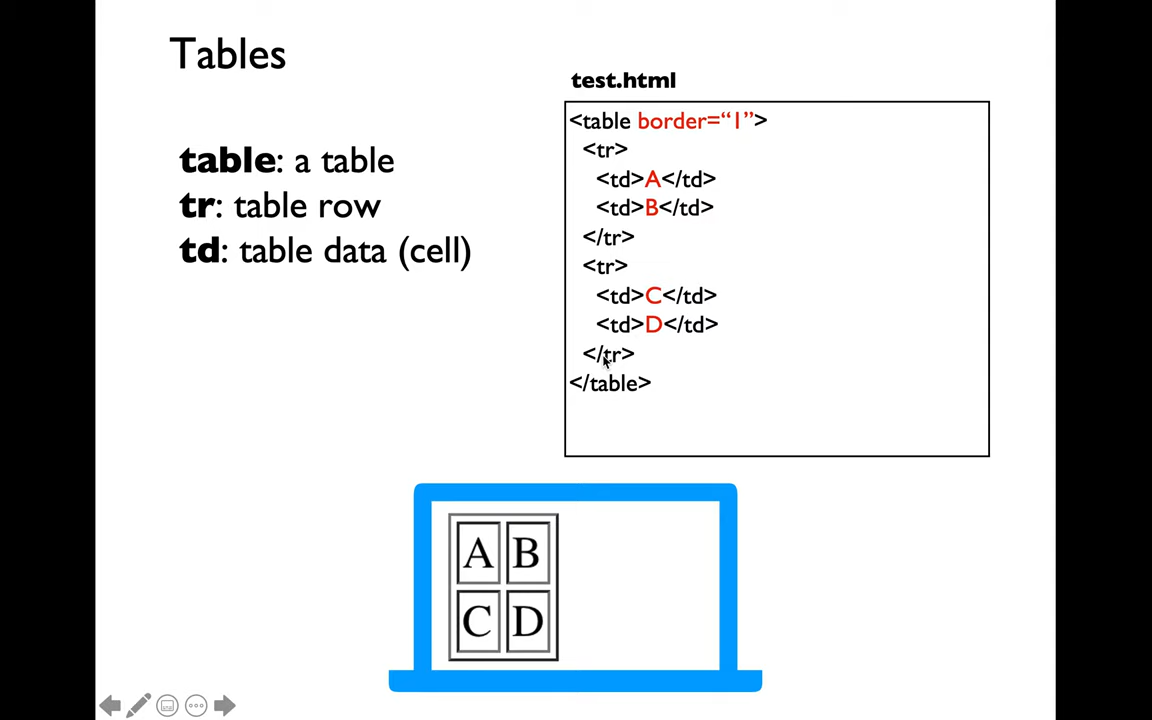 Tables
table: a table
tr: table row
td: table data (cell)
test.html
<table border=“1”>
<tr>
<td>A</td>
<td>B</td>
</tr>
<tr>
<td>C</td>
<td>D</td>
</tr>
</table>
A B
C D